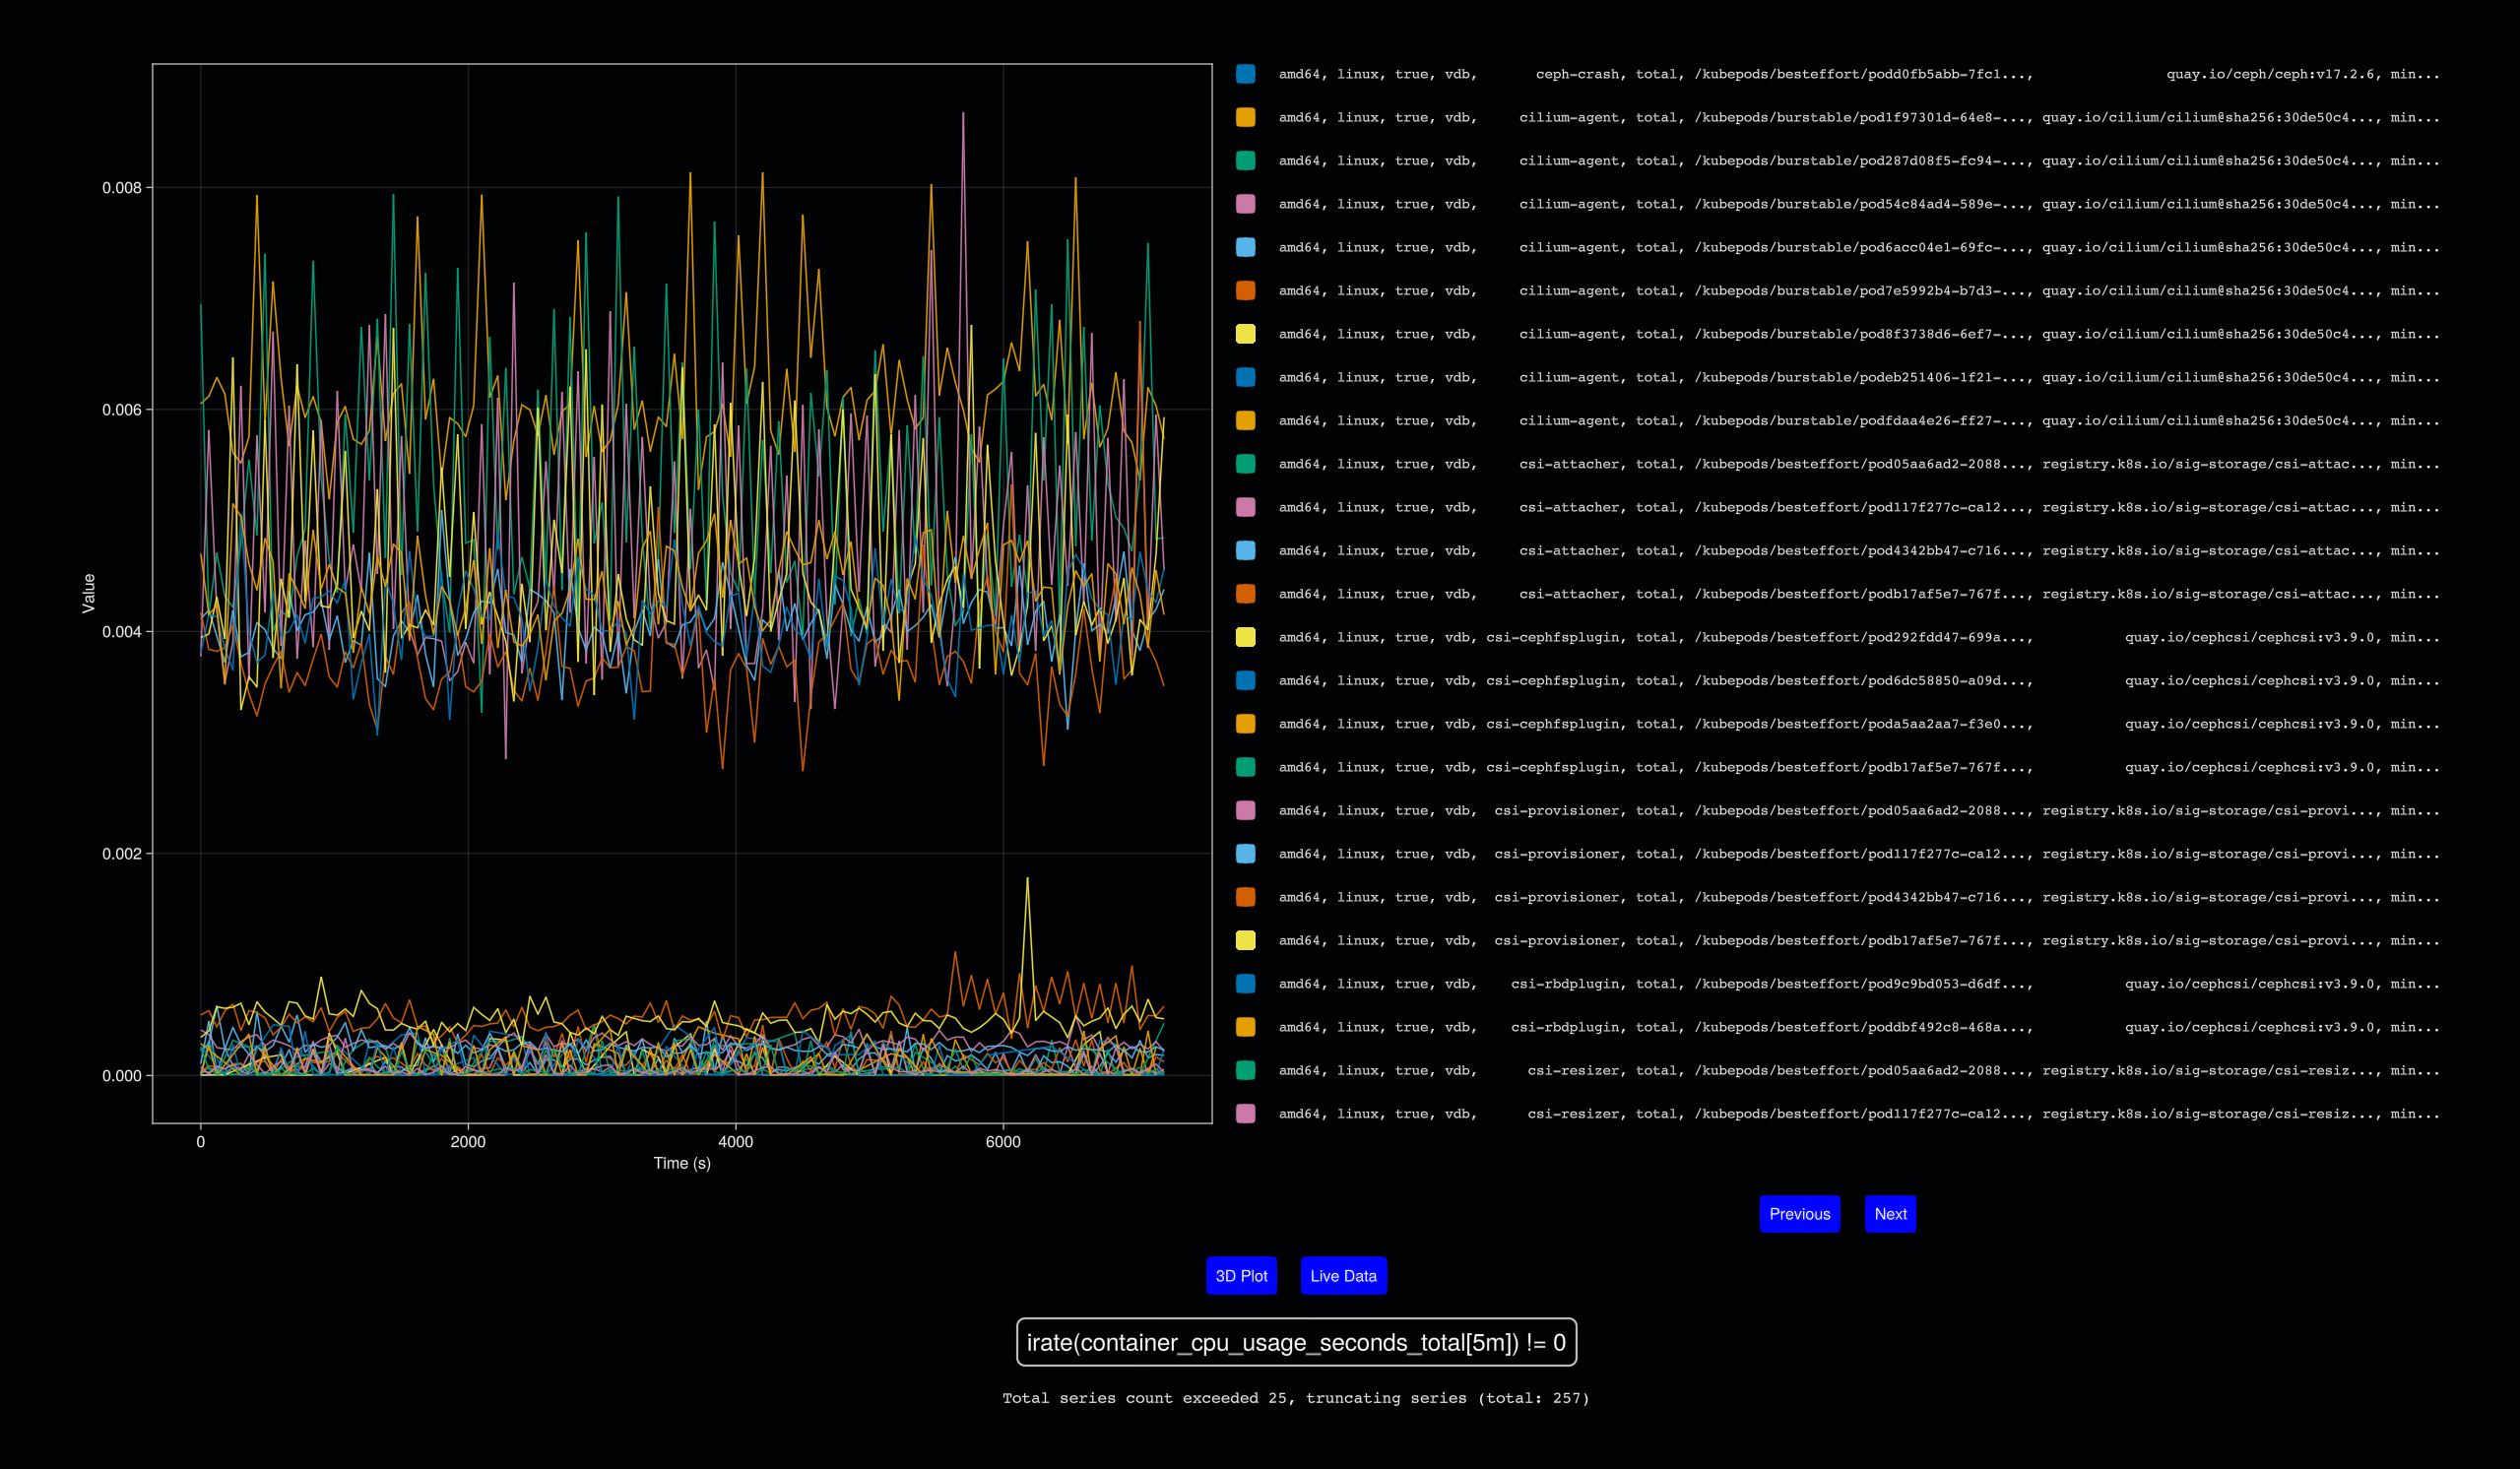 0.008
0.006
0.004
0.002
0.000
Value
0 2000 4000 6000
Time (s)
amd64, linux, true, vdb, ceph-crash, total, /kubepods/besteffort/podd0fb5abb-7fc1..., quay.io/ceph/ceph:v17.2.6, min...
amd64, linux, true, vdb, cilium-agent, total, /kubepods/burstable/pod1f97301d-64e8-..., quay.io/cilium/cilium@sha256:30de50c4..., min...
amd64, linux, true, vdb, cilium-agent, total, /kubepods/burstable/pod287d08f5-fc94-..., quay.io/cilium/cilium@sha256:30de50c4..., min...
amd64, linux, true, vdb, cilium-agent, total, /kubepods/burstable/pod54c84ad4-589e-..., quay.io/cilium/cilium@sha256:30de50c4..., min...
amd64, linux, true, vdb, cilium-agent, total, /kubepods/burstable/pod6acc04e1-69fc-..., quay.io/cilium/cilium@sha256:30de50c4..., min...
amd64, linux, true, vdb, cilium-agent, total, /kubepods/burstable/pod7e5992b4-b7d3-..., quay.io/cilium/cilium@sha256:30de50c4..., min...
amd64, linux, true, vdb, cilium-agent, total, /kubepods/burstable/pod8f3738d6-6ef7-..., quay.io/cilium/cilium@sha256:30de50c4..., min...
amd64, linux, true, vdb, cilium-agent, total, /kubepods/burstable/podeb251406-1f21-..., quay.io/cilium/cilium@sha256:30de50c4..., min...
amd64, linux, true, vdb, cilium-agent, total, /kubepods/burstable/podfdaa4e26-ff27-..., quay.io/cilium/cilium@sha256:30de50c4..., min...
amd64, linux, true, vdb, csi-attacher, total, /kubepods/besteffort/pod05aa6ad2-2088..., registry.k8s.io/sig-storage/csi-attac..., min...
amd64, linux, true, vdb, csi-attacher, total, /kubepods/besteffort/pod117f277c-ca12..., registry.k8s.io/sig-storage/csi-attac..., min...
amd64, linux, true, vdb, csi-attacher, total, /kubepods/besteffort/pod4342bb47-c716..., registry.k8s.io/sig-storage/csi-attac..., min...
amd64, linux, true, vdb, csi-attacher, total, /kubepods/besteffort/podb17af5e7-767f..., registry.k8s.io/sig-storage/csi-attac..., min...
amd64, linux, true, vdb, csi-cephfsplugin, total, /kubepods/besteffort/pod292fdd47-699a..., quay.io/cephcsi/cephcsi:v3.9.0, min...
amd64, linux, true, vdb, csi-cephfsplugin, total, /kubepods/besteffort/pod6dc58850-a09d..., quay.io/cephcsi/cephcsi:v3.9.0, min...
amd64, linux, true, vdb, csi-cephfsplugin, total, /kubepods/besteffort/poda5aa2aa7-f3e0..., quay.io/cephcsi/cephcsi:v3.9.0, min...
amd64, linux, true, vdb, csi-cephfsplugin, total, /kubepods/besteffort/podb17af5e7-767f..., quay.io/cephcsi/cephcsi:v3.9.0, min...
amd64, linux, true, vdb, csi-provisioner, total, /kubepods/besteffort/pod05aa6ad2-2088..., registry.k8s.io/sig-storage/csi-provi..., min...
amd64, linux, true, vdb, csi-provisioner, total, /kubepods/besteffort/pod117f277c-ca12..., registry.k8s.io/sig-storage/csi-provi..., min...
amd64, linux, true, vdb, csi-provisioner, total, /kubepods/besteffort/pod4342bb47-c716..., registry.k8s.io/sig-storage/csi-provi..., min...
amd64, linux, true, vdb, csi-provisioner, total, /kubepods/besteffort/podb17af5e7-767f..., registry.k8s.io/sig-storage/csi-provi..., min...
amd64, linux, true, vdb, csi-rbdplugin, total, /kubepods/besteffort/pod9c9bd053-d6df..., quay.io/cephcsi/cephcsi:v3.9.0, min...
amd64, linux, true, vdb, csi-rbdplugin, total, /kubepods/besteffort/poddbf492c8-468a..., quay.io/cephcsi/cephcsi:v3.9.0, min...
amd64, linux, true, vdb, csi-resizer, total, /kubepods/besteffort/pod05aa6ad2-2088..., registry.k8s.io/sig-storage/csi-resiz..., min...
amd64, linux, true, vdb, csi-resizer, total, /kubepods/besteffort/pod117f277c-ca12..., registry.k8s.io/sig-storage/csi-resiz..., min...
Previous Next
3D Plot Live Data
irate(container_cpu_usage_seconds_total[5m]) != 0
Total series count exceeded 25, truncating series (total: 257)